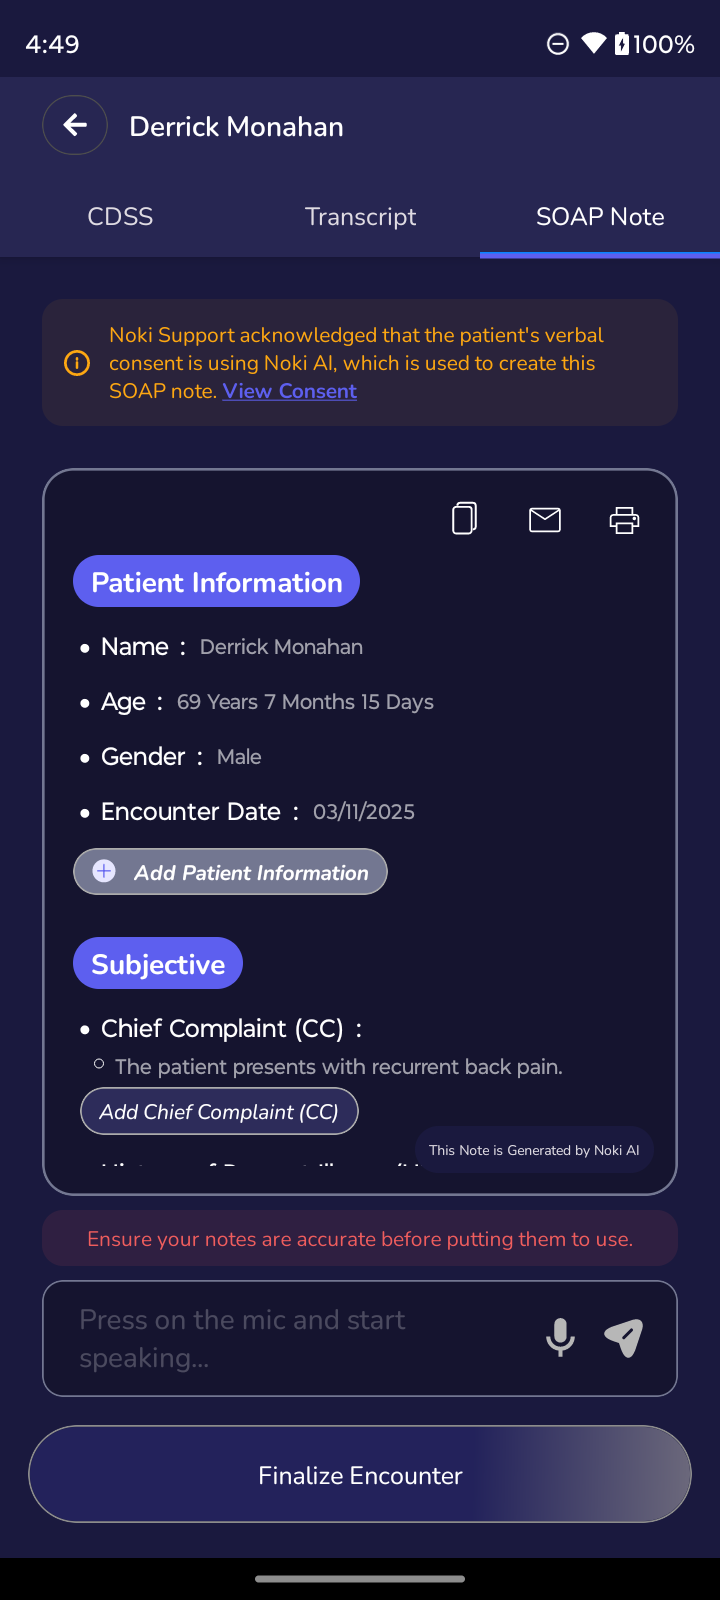 4:49
100%
Derrick Monahan
CDSS
Transcript
SOAP Note
Noki Support acknowledged that the patient's verbal
consent is using Noki AI, which is used to create this
SOAP note. View Consent
Patient Information
• Name : Derrick Monahan
• Age : 69 Years 7 Months 15 Days
• Gender : Male
• Encounter Date : 03/11/2025
Add Patient Information
Subjective
• Chief Complaint (CC) :
○ The patient presents with recurrent back pain.
Add Chief Complaint (CC)
This Note is Generated by Noki AI
Ensure your notes are accurate before putting them to use.
Press on the mic and start
speaking...
Finalize Encounter